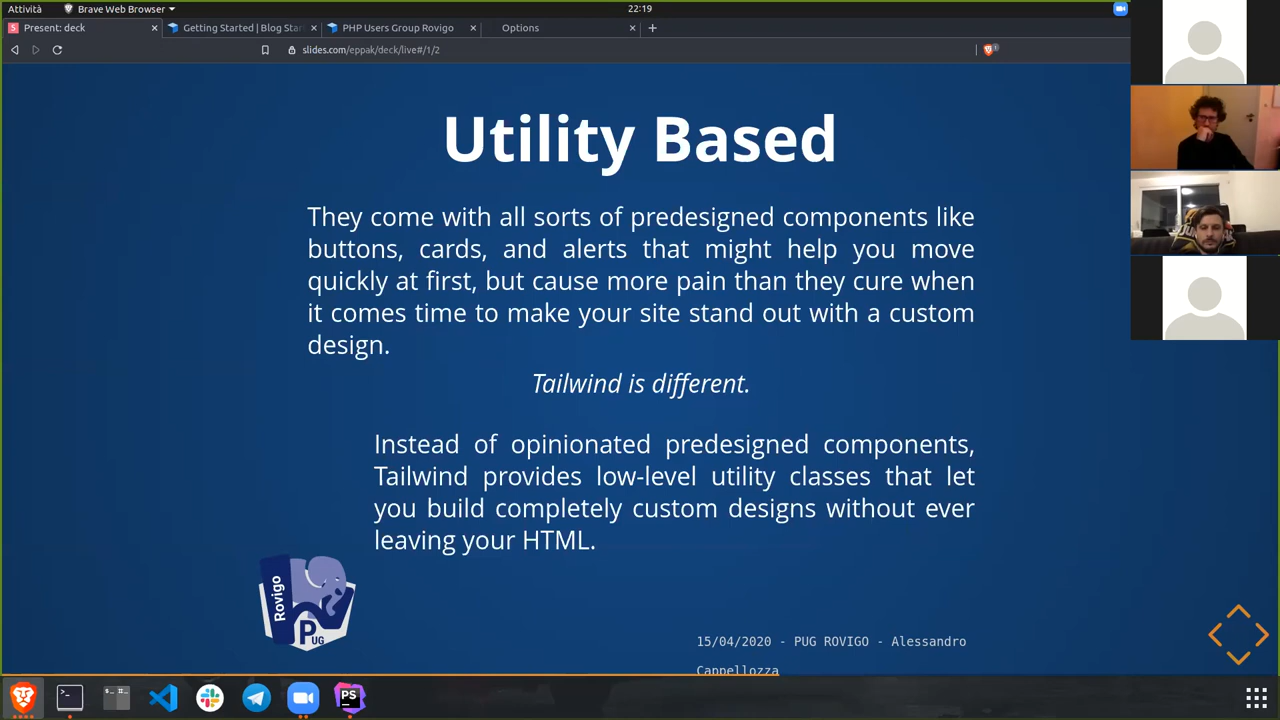 Attività
Brave Web Browser
22:19
Present: deck
Getting Started | Blog Star
PHP Users Group Rovigo
Options
slides.com/eppak/deck/live#/1/2
1
Utility Based
They come with all sorts of predesigned components like
buttons, cards, and alerts that might help you move
quickly at first, but cause more pain than they cure when
it comes time to make your site stand out with a custom
design.
Tailwind is different.
Instead of opinionated predesigned components,
Tailwind provides low-level utility classes that let
you build completely custom designs without ever
leaving your HTML.
Rovigo
PUG
15/04/2020 - PUG ROVIGO - Alessandro
Cappellozza
PS